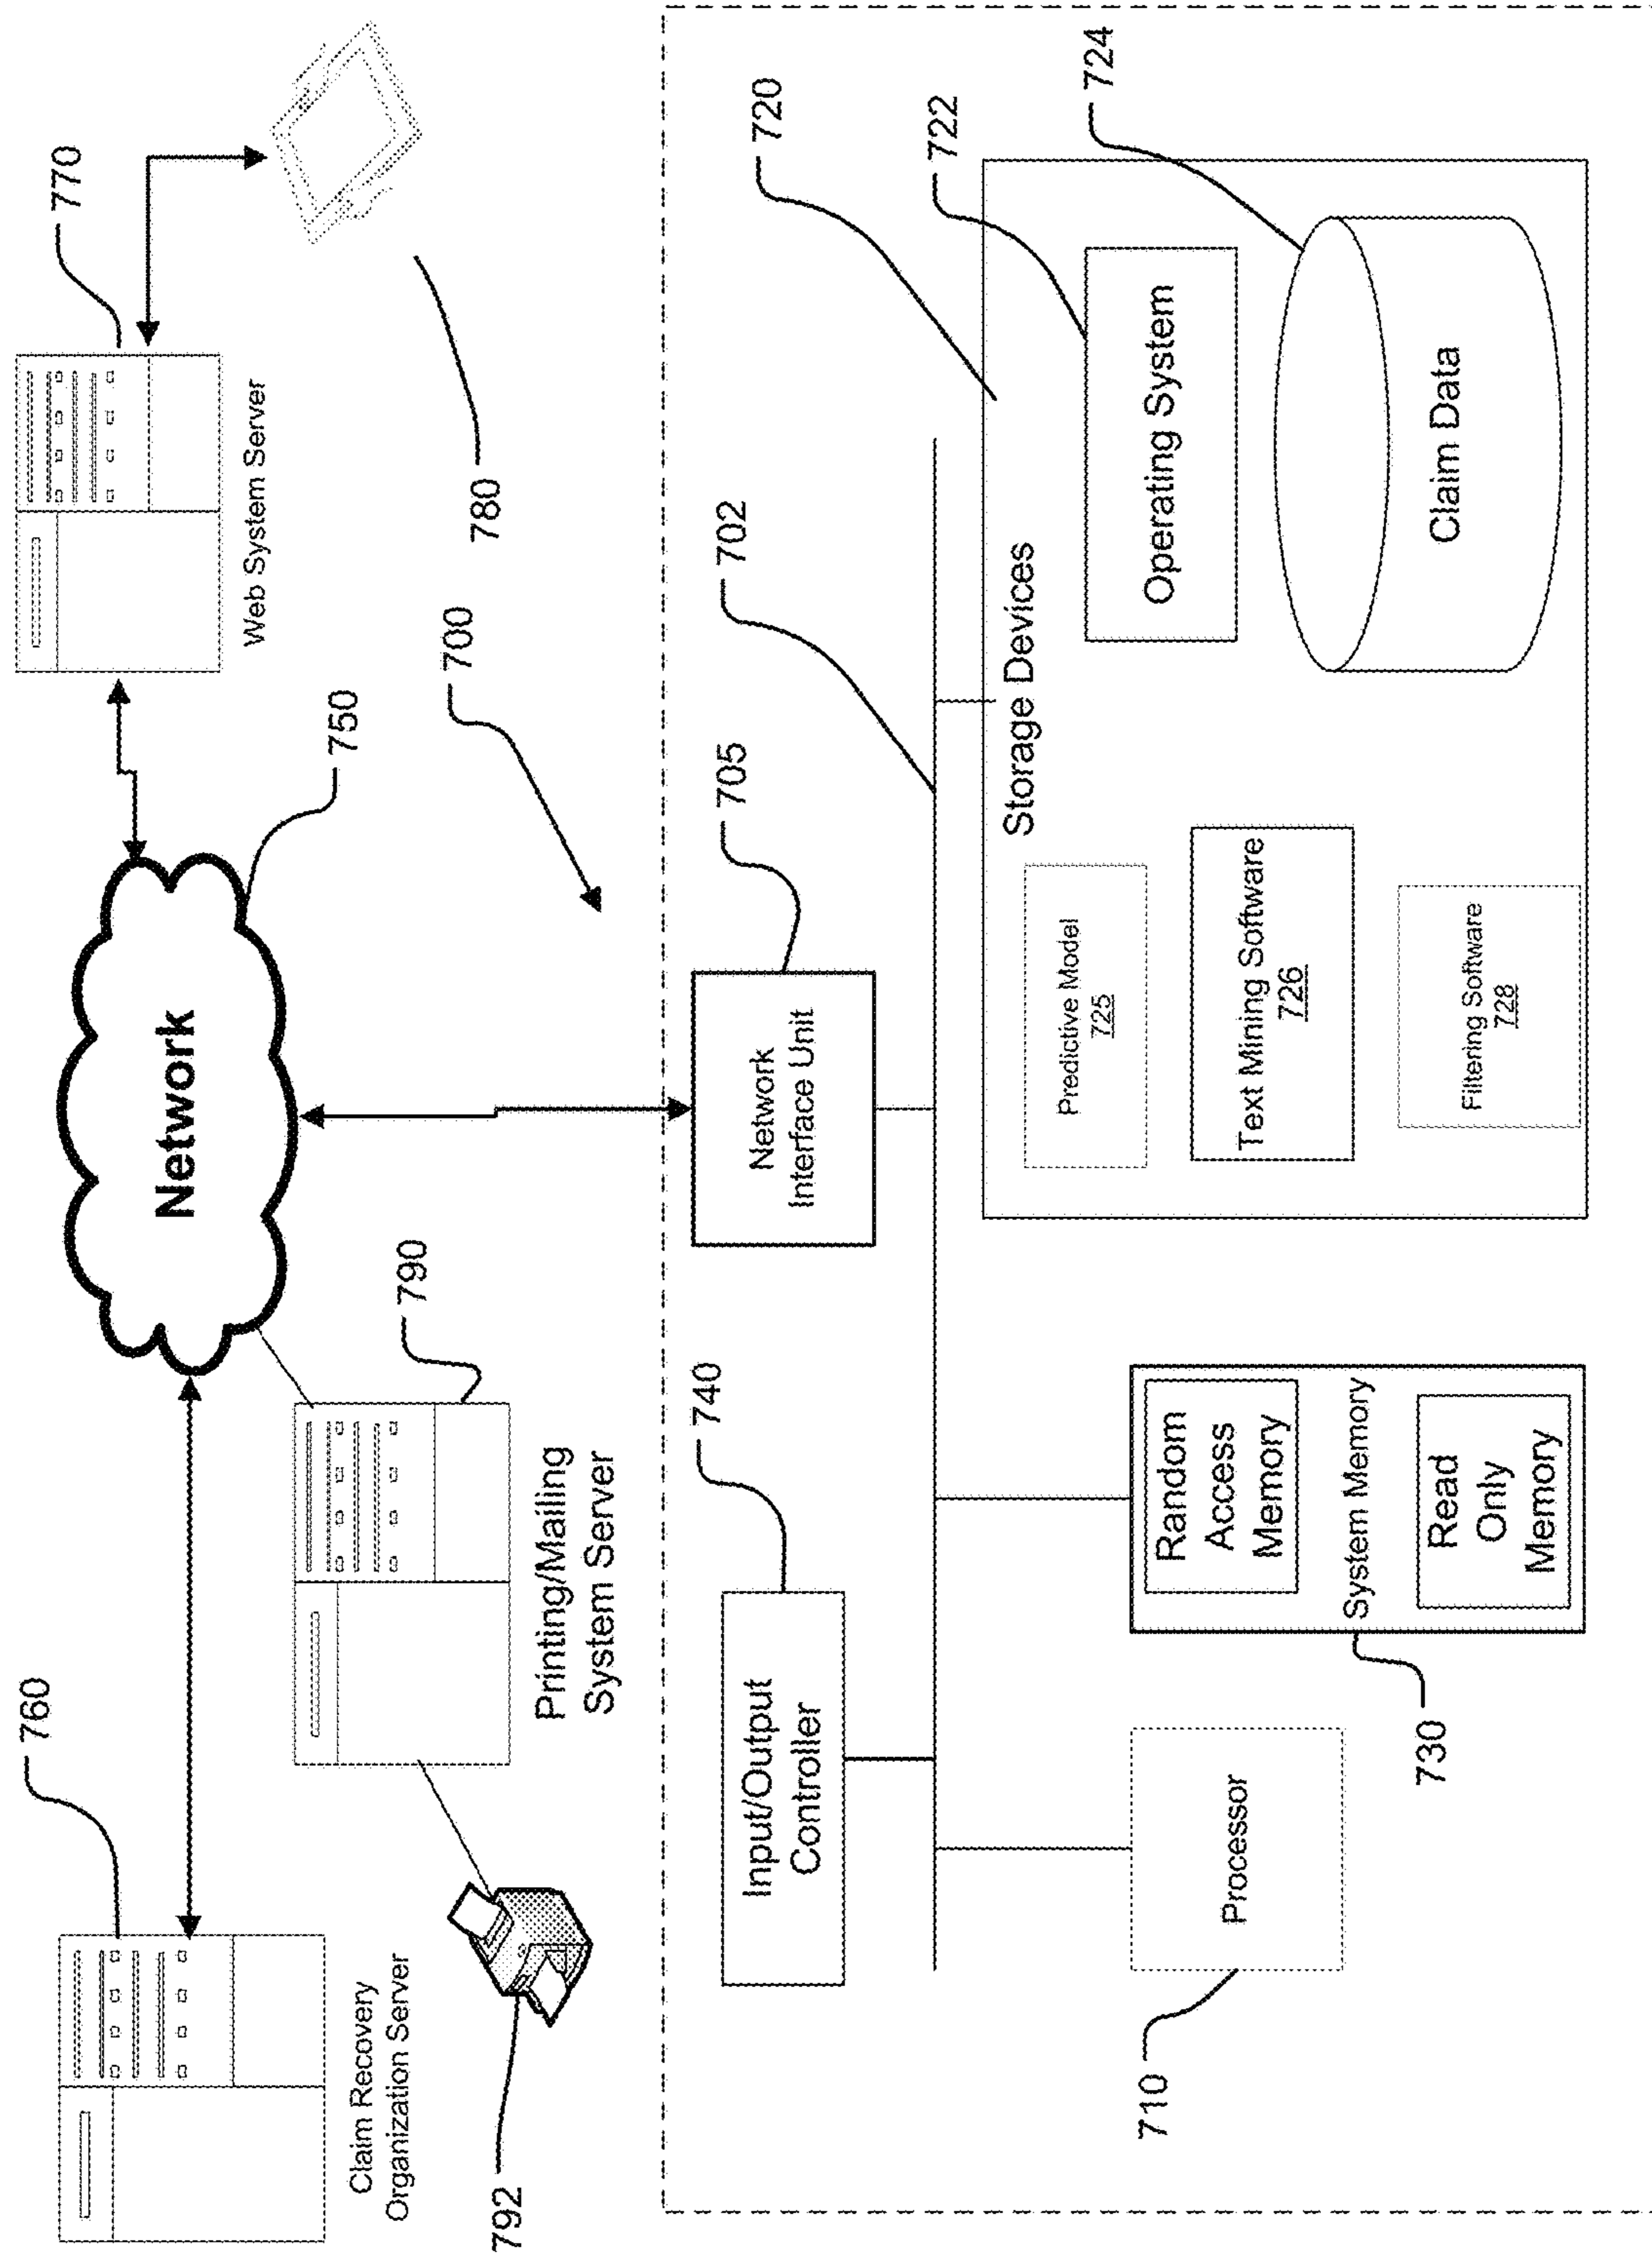 760
Claim Recovery
Organization Server
792
Printing/Mailing
System Server
790
Network
750
770
Web System Server
780
700
740
Input/Output
Controller
705
Network
Interface Unit
702
720
722
724
710
Processor
730
Random
Access
Memory
System Memory
Read
Only
Memory
Storage Devices
Predictive Model
725
Text Mining Software
726
Filtering Software
728
Operating System
Claim Data